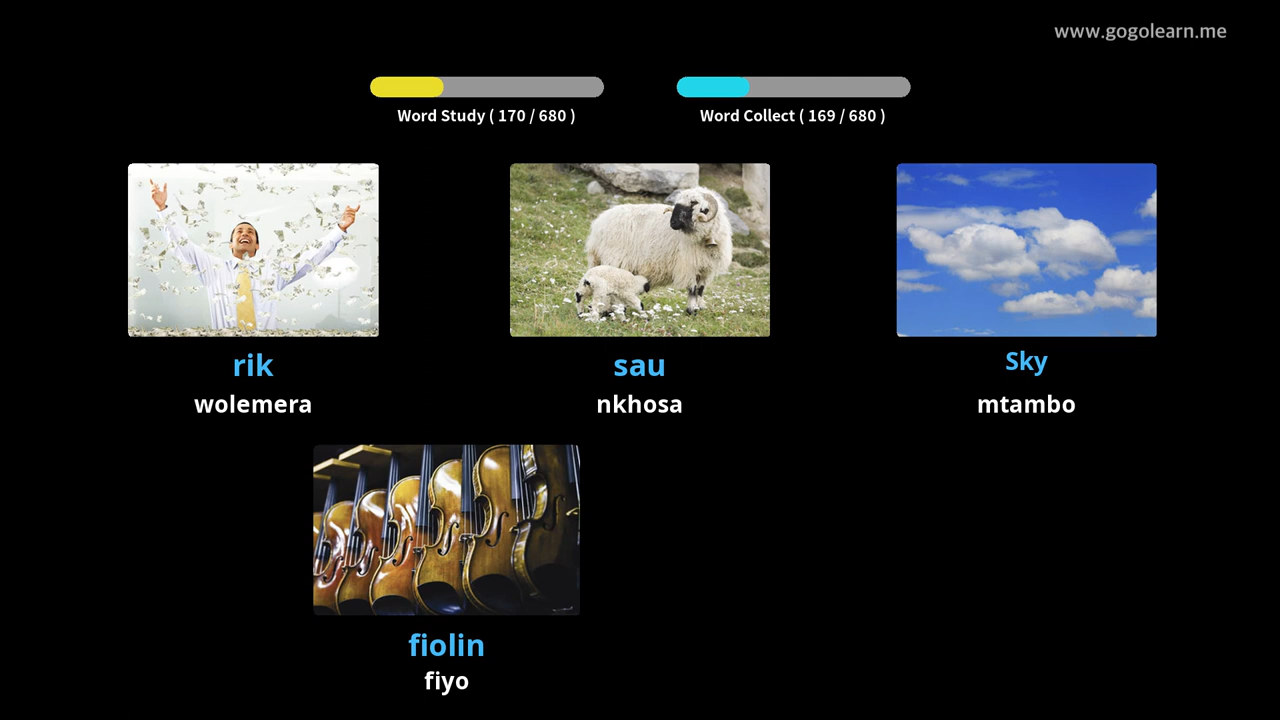 www.gogolearn.me
Word Study ( 170 / 680 )
Word Collect ( 169 / 680 )
rik
wolemera
sau
nkhosa
Sky
mtambo
fiolin
fiyo